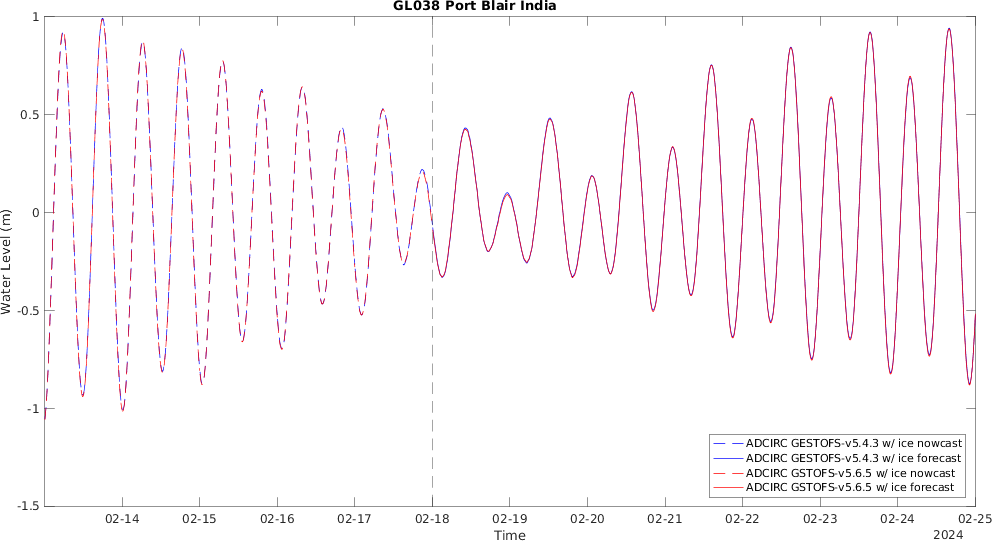 GL038 Port Blair India
Water Level (m)
1
0.5
0
-0.5
-1
-1.5
ADCIRC GESTOFS-v5.4.3 w/ ice nowcast
ADCIRC GESTOFS-v5.4.3 w/ ice forecast
ADCIRC GSTOFS-v5.6.5 w/ ice nowcast
ADCIRC GSTOFS-v5.6.5 w/ ice forecast
02-14 02-15 02-16 02-17 02-18 02-19 02-20 02-21 02-22 02-23 02-24 02-25
Time
2024